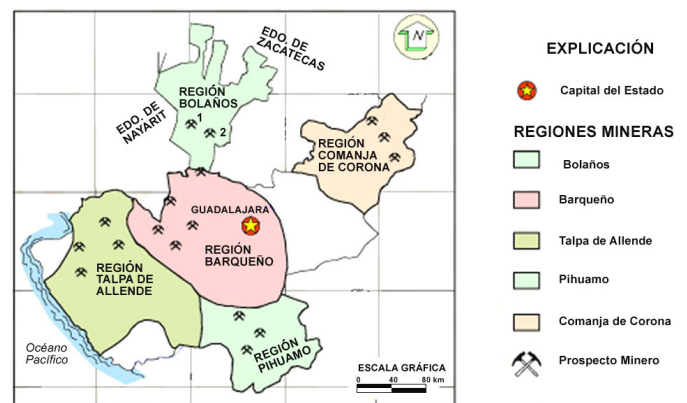 EDO. DE
ZACATECAS
N
EDO. DE
NAYARIT
REGIÓN
BOLAÑOS
1
2
REGIÓN
COMANJA
DE CORONA
GUADALAJARA
REGIÓN
BARQUEÑO
REGIÓN
TALPA DE
ALLENDE
Océano
Pacífico
REGIÓN
PIHUAMO
ESCALA GRÁFICA
0 40 80 km
EXPLICACIÓN
Capital del Estado
REGIONES MINERAS
Bolaños
Barqueño
Talpa de Allende
Pihuamo
Comanja de Corona
Prospecto Minero